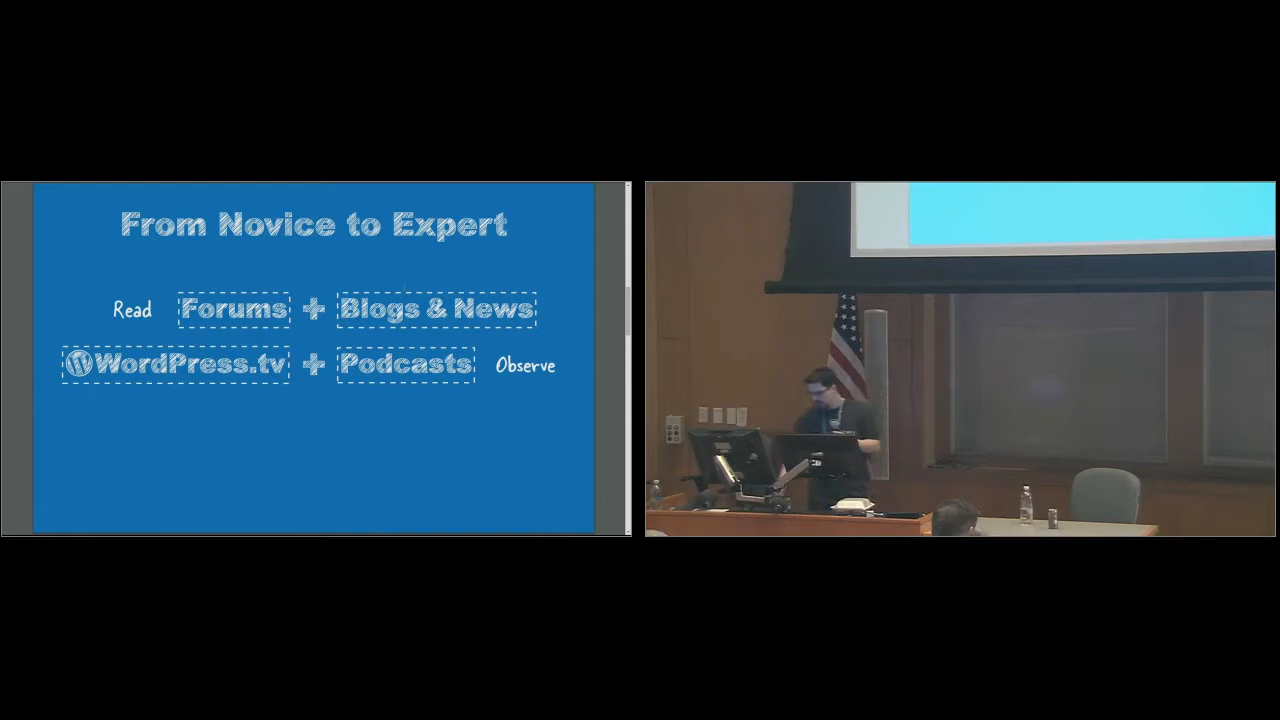 From Novice to Expert
Read Forums + Blogs & News
WordPress.tv + Podcasts Observe